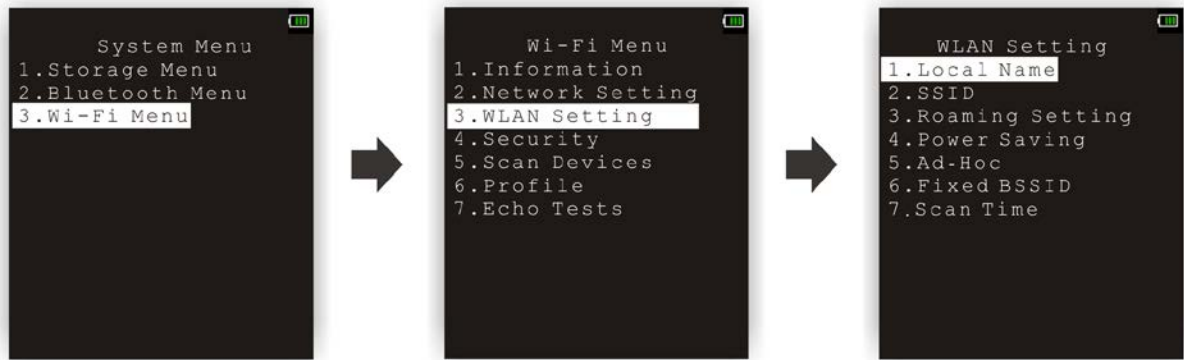 System Menu
1.Storage Menu
2.Bluetooth Menu
3.Wi-Fi Menu
Wi-Fi Menu
1.Information
2.Network Setting
3.WLAN Setting
4.Security
5.Scan Devices
6.Profile
7.Echo Tests
WLAN Setting
1.Local Name
2.SSID
3.Roaming Setting
4.Power Saving
5.Ad-Hoc
6.Fixed BSSID
7.Scan Time